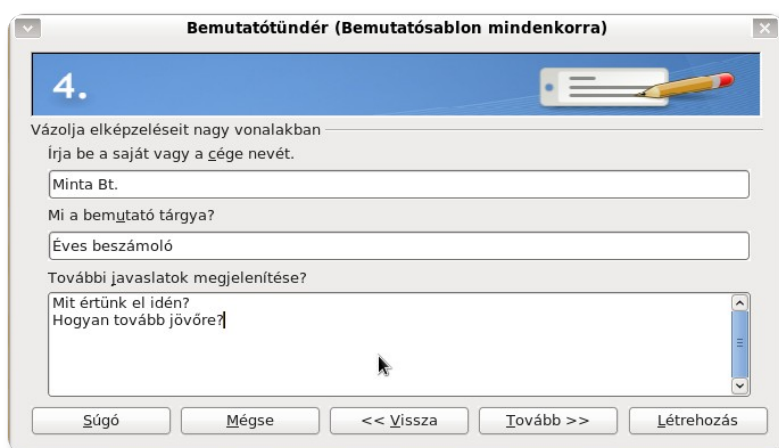 Bemutatótündér (Bemutatósablon mindenkorra)
4.
Vázolja elképzeléseit nagy vonalakban
Írja be a saját vagy a cége nevét.
Minta Bt.
Mi a bemutató tárgya?
Éves beszámoló
További javaslatok megjelenítése?
Mit értünk el idén?
Hogyan tovább jövőre?
Súgó
Mégse
<< Vissza
Tovább >>
Létrehozás